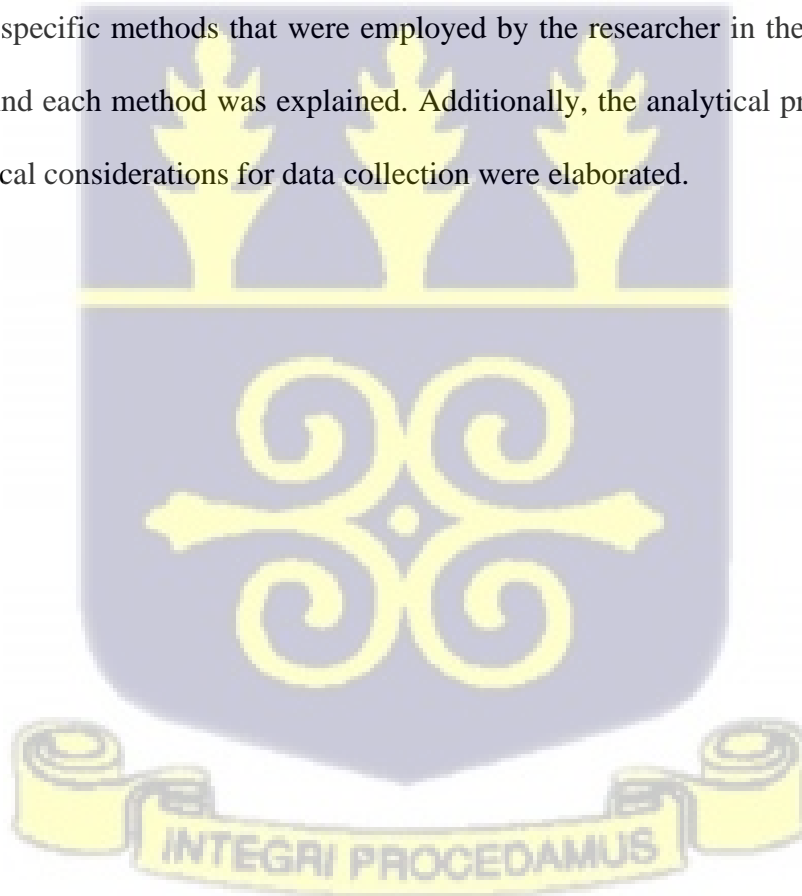 specific methods that were employed by the researcher in the
nd each method was explained. Additionally, the analytical pr
cal considerations for data collection were elaborated.
INTEGRI PROCEDAMUS